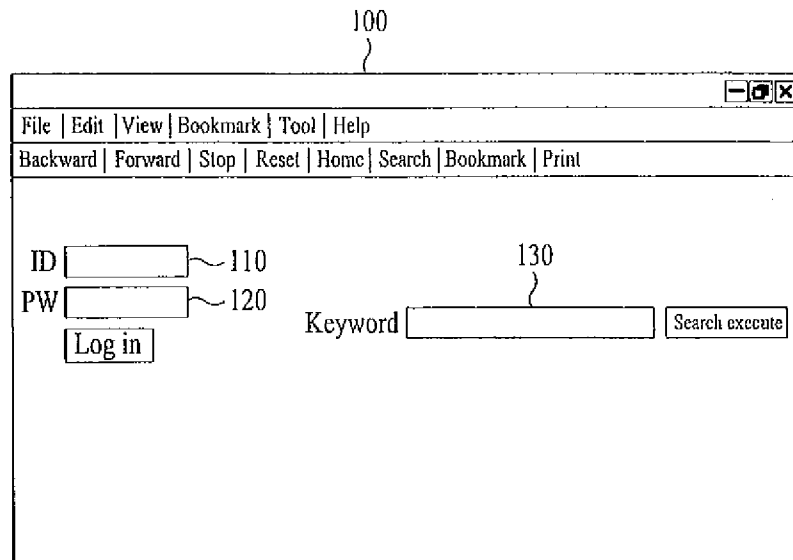 100
File | Edit | View | Bookmark | Tool | Help
Backward | Forward | Stop | Reset | Home | Search | Bookmark | Print
ID 110
PW 120
Log in
130
Keyword Search execute